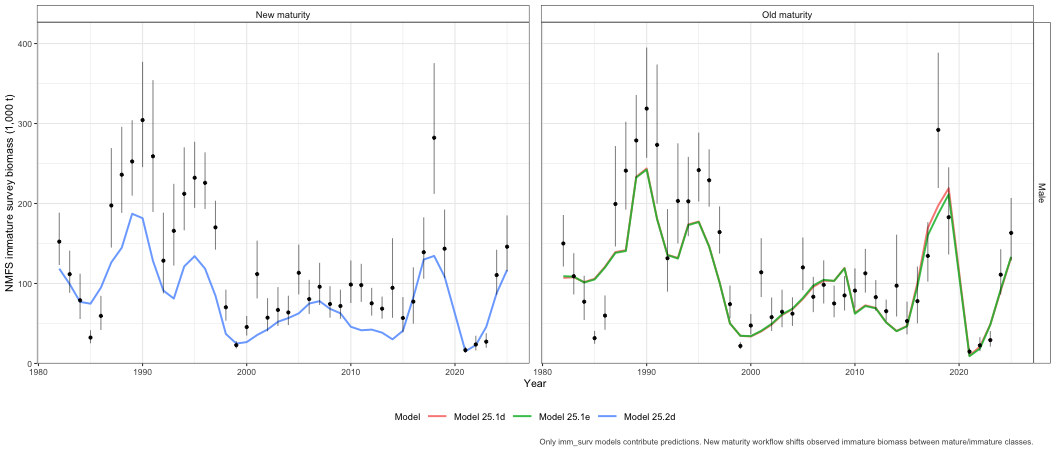 New maturity
Old maturity
NMFS immature survey biomass (1,000 t)
400
300
200
100
0
Male
1980 1990 2000 2010 2020
1980 1990 2000 2010 2020
Year
Model Model 25.1d Model 25.1e Model 25.2d
Only imm_surv models contribute predictions. New maturity workflow shifts observed immature biomass between mature/immature classes.